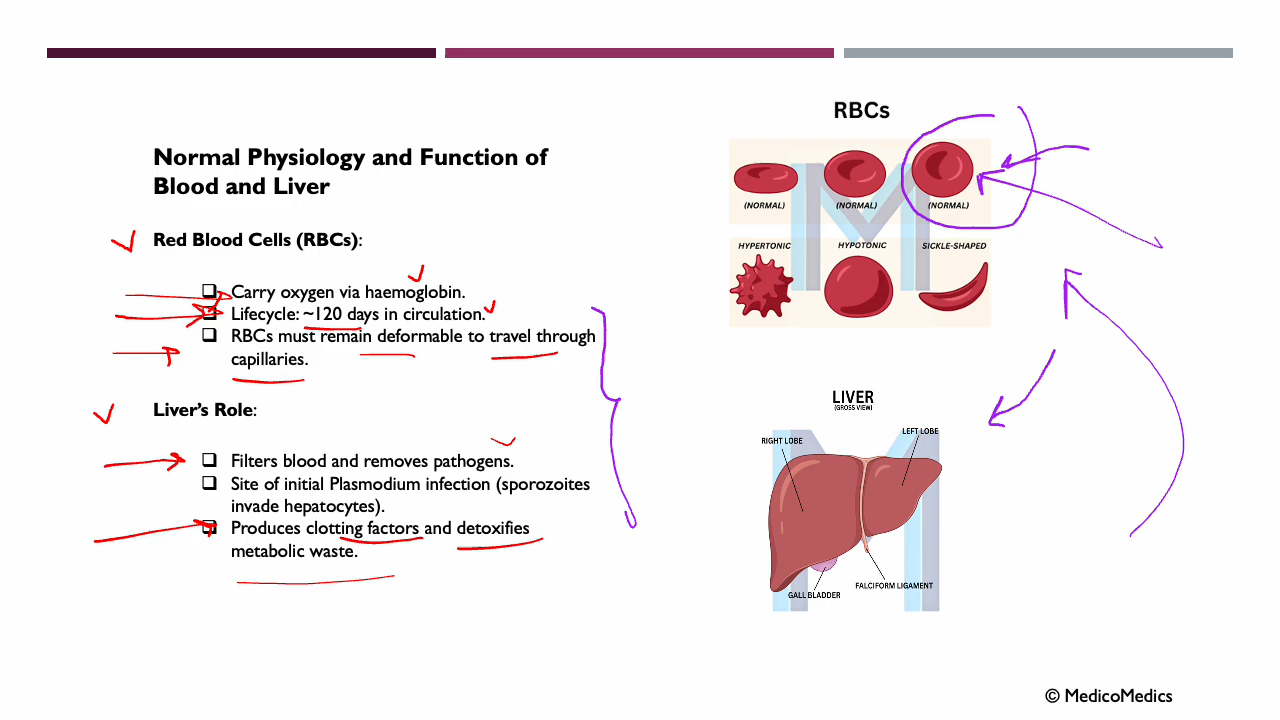 Normal Physiology and Function of
Blood and Liver
Red Blood Cells (RBCs):
Carry oxygen via haemoglobin.
Lifecycle: ~120 days in circulation.
RBCs must remain deformable to travel through
capillaries.
Liver's Role:
Filters blood and removes pathogens.
Site of initial Plasmodium infection (sporozoites
invade hepatocytes).
Produces clotting factors and detoxifies
metabolic waste.
RBCs
(NORMAL) (NORMAL) (NORMAL)
HYPERTONIC HYPOTONIC SICKLE-SHAPED
LIVER
(GROSS VIEW)
RIGHT LOBE LEFT LOBE
FALCIFORM LIGAMENT
GALL BLADDER
© MedicoMedics